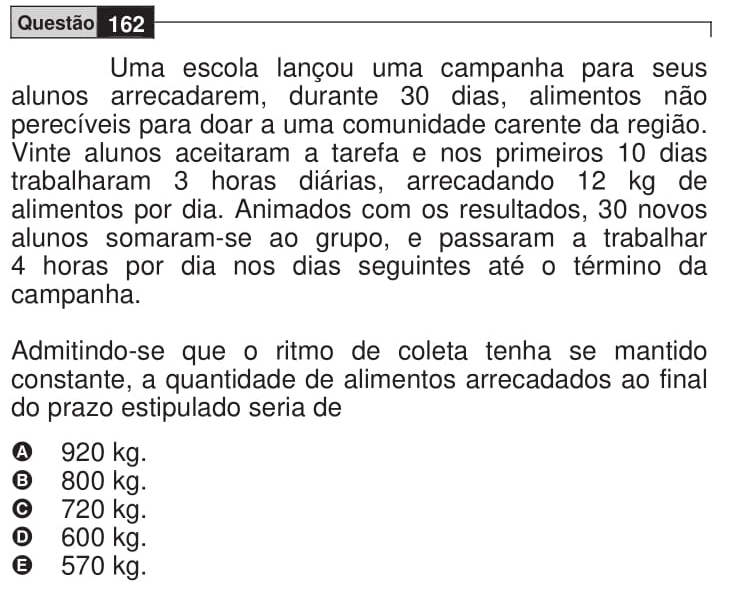 Questão 162
Uma escola lançou uma campanha para seus
alunos arrecadarem, durante 30 dias, alimentos não
perecíveis para doar a uma comunidade carente da região.
Vinte alunos aceitaram a tarefa e nos primeiros 10 dias
trabalharam 3 horas diárias, arrecadando 12 kg de
alimentos por dia. Animados com os resultados, 30 novos
alunos somaram-se ao grupo, e passaram a trabalhar
4 horas por dia nos dias seguintes até o término da
campanha.
Admitindo-se que o ritmo de coleta tenha se mantido
constante, a quantidade de alimentos arrecadados ao final
do prazo estipulado seria de
A 920 kg.
B 800 kg.
C 720 kg.
D 600 kg.
E 570 kg.